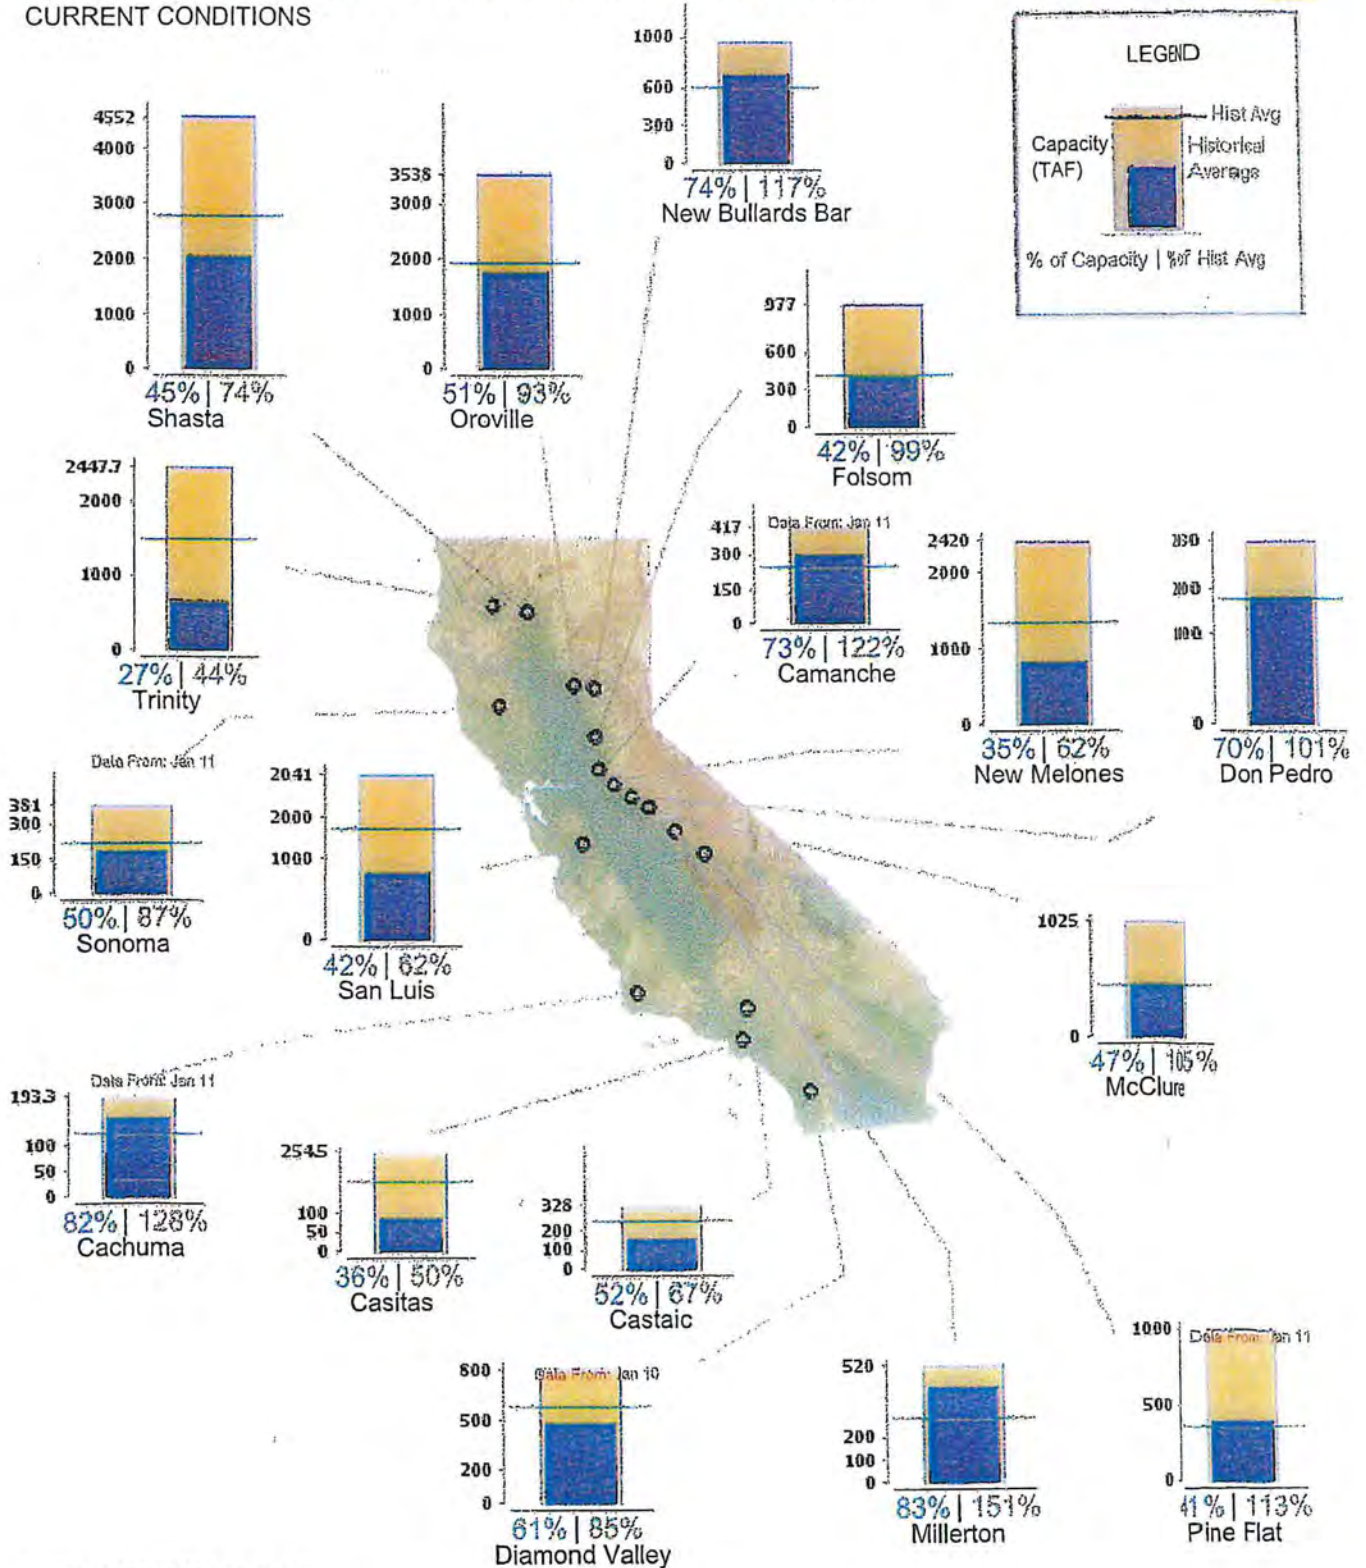 CURRENT CONDITIONS
LEGEND
Hist Avg
Capacity
(TAF)
Historical
Average
% of Capacity | % of Hist Avg
1000
600
300
0
74% | 117%
New Bullards Bar
4552
4000
3000
2000
1000
0
45% | 74%
Shasta
3538
3000
2000
1000
0
51% | 93%
Oroville
977
600
300
0
42% | 99%
Folsom
2447.7
2000
1000
0
27% | 44%
Trinity
Data From: Jan 11
417
300
150
0
73% | 122%
Camanche
2420
2000
1000
0
35% | 62%
New Melones
0
70% | 101%
Don Pedro
Data From: Jan 11
381
300
150
0
50% | 87%
Sonoma
2041
2000
1000
0
42% | 62%
San Luis
1025
0
47% | 105%
McClure
Data From: Jan 11
193.3
100
50
0
82% | 128%
Cachuma
254.5
100
50
0
36% | 50%
Casitas
328
200
100
0
52% | 67%
Castaic
Data From: Jan 10
800
500
200
0
61% | 85%
Diamond Valley
520
200
100
0
83% | 151%
Millerton
Data From: Jan 11
1000
500
0
41% | 113%
Pine Flat